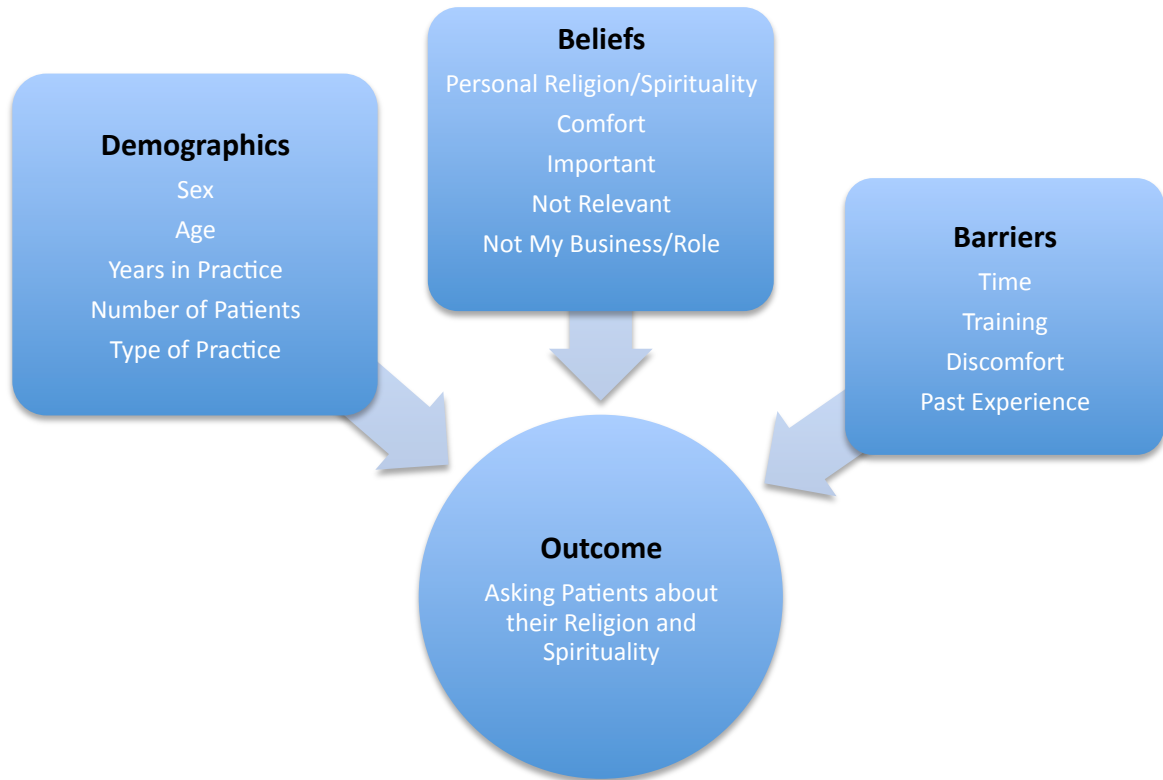 Demographics
Sex
Age
Years in Practice
Number of Patients
Type of Practice
Beliefs
Personal Religion/Spirituality
Comfort
Important
Not Relevant
Not My Business/Role
Barriers
Time
Training
Discomfort
Past Experience
Outcome
Asking Patients about
their Religion and
Spirituality